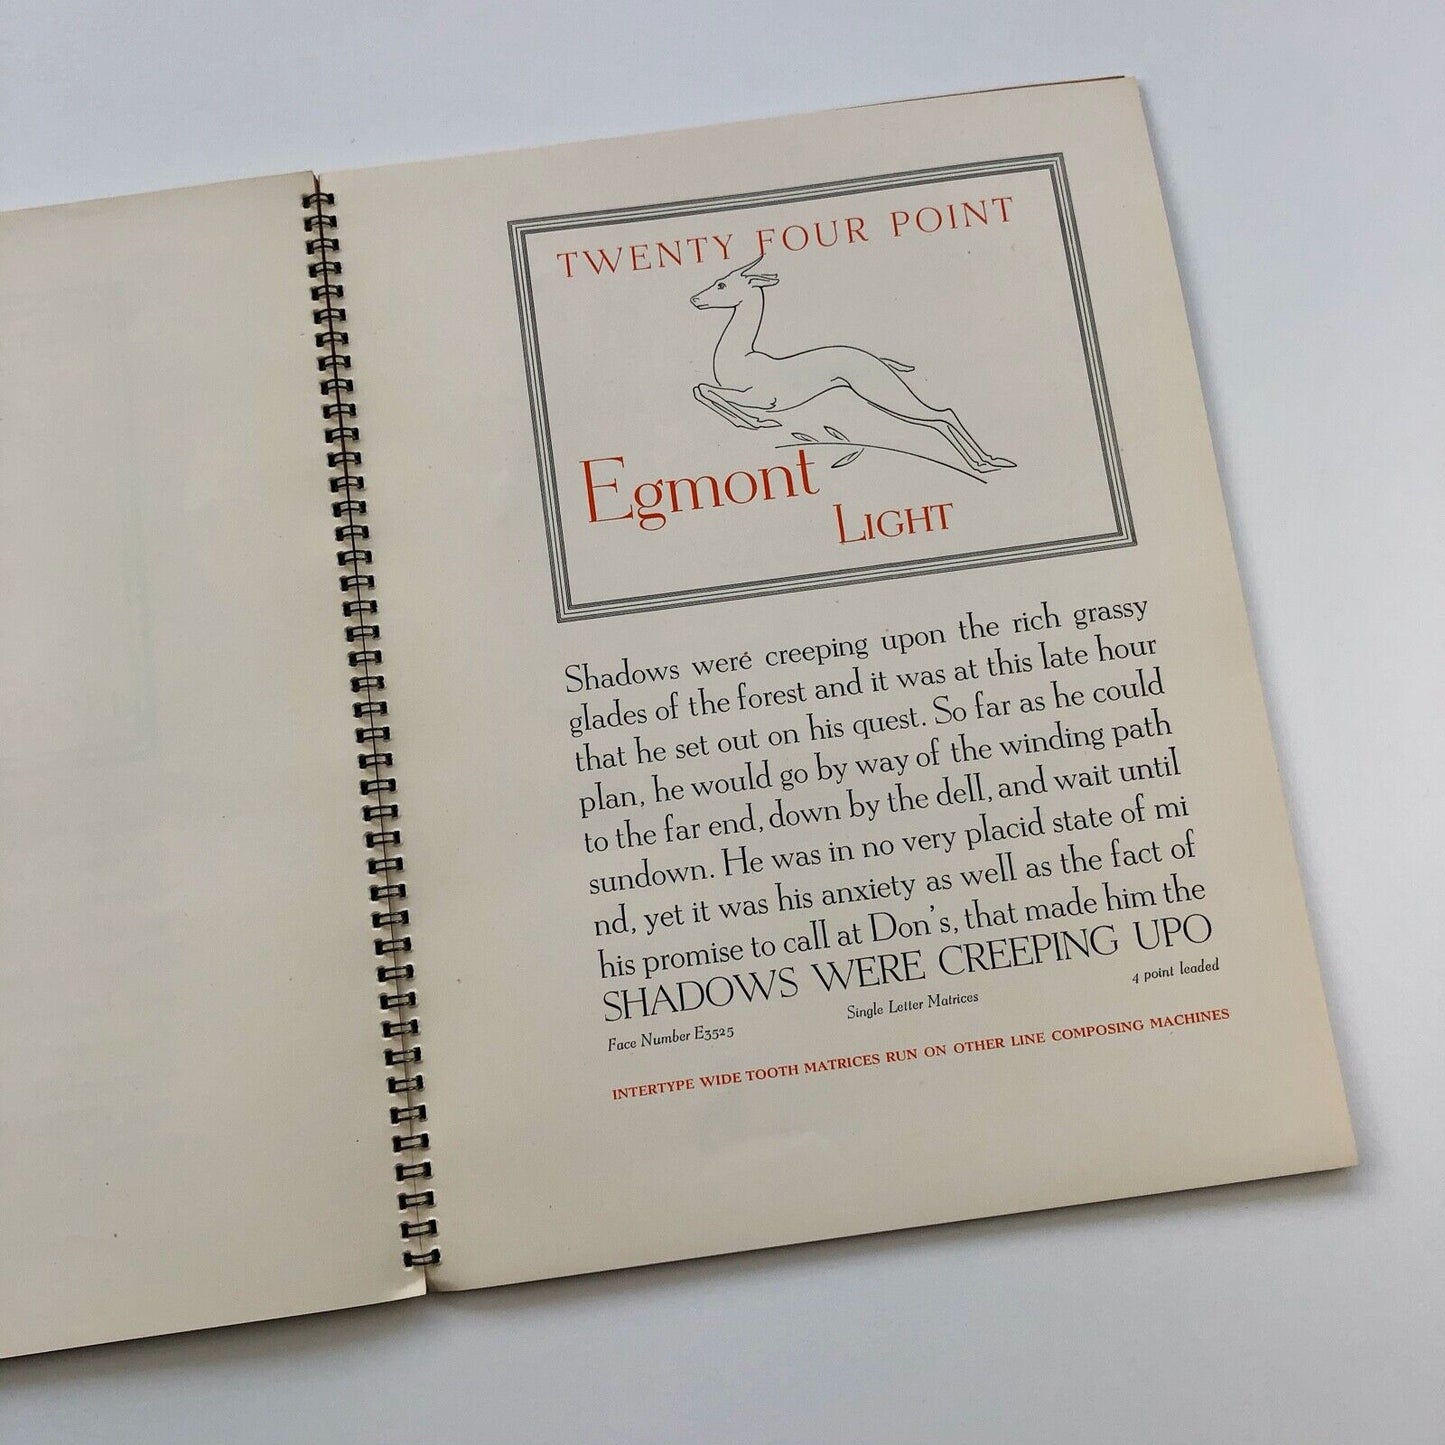 TWENTY FOUR POINT
Egmont
LIGHT
Shadows were creeping upon the rich grassy
glades of the forest and it was at this late hour
that he set out on his quest. So far as he could
plan, he would go by way of the winding path
to the far end, down by the dell, and wait until
sundown. He was in no very placid state of mi
nd, yet it was his anxiety as well as the fact of
his promise to call at Don's, that made him the
SHADOWS WERE CREEPING UPO
Face Number E3525 Single Letter Matrices 4 point leaded
INTERTYPE WIDE TOOTH MATRICES RUN ON OTHER LINE COMPOSING MACHINES